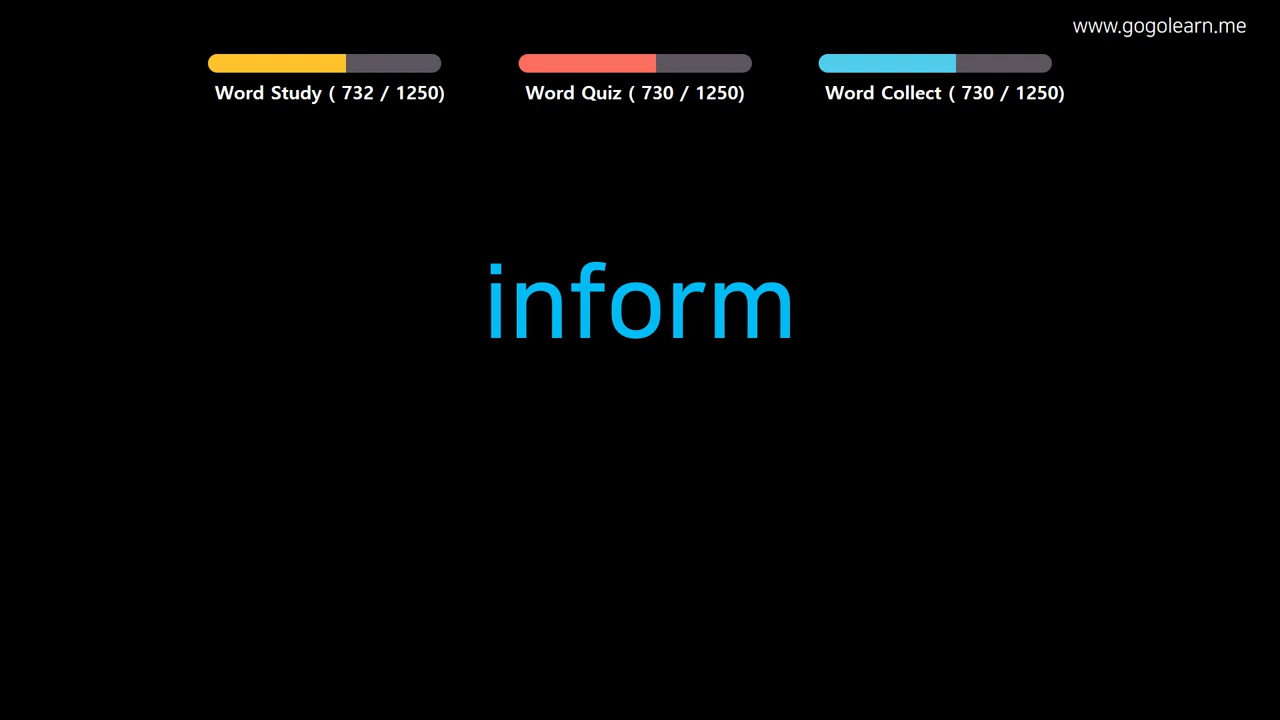 www.gogolearn.me
Word Study ( 732 / 1250)
Word Quiz ( 730 / 1250)
Word Collect ( 730 / 1250)
inform